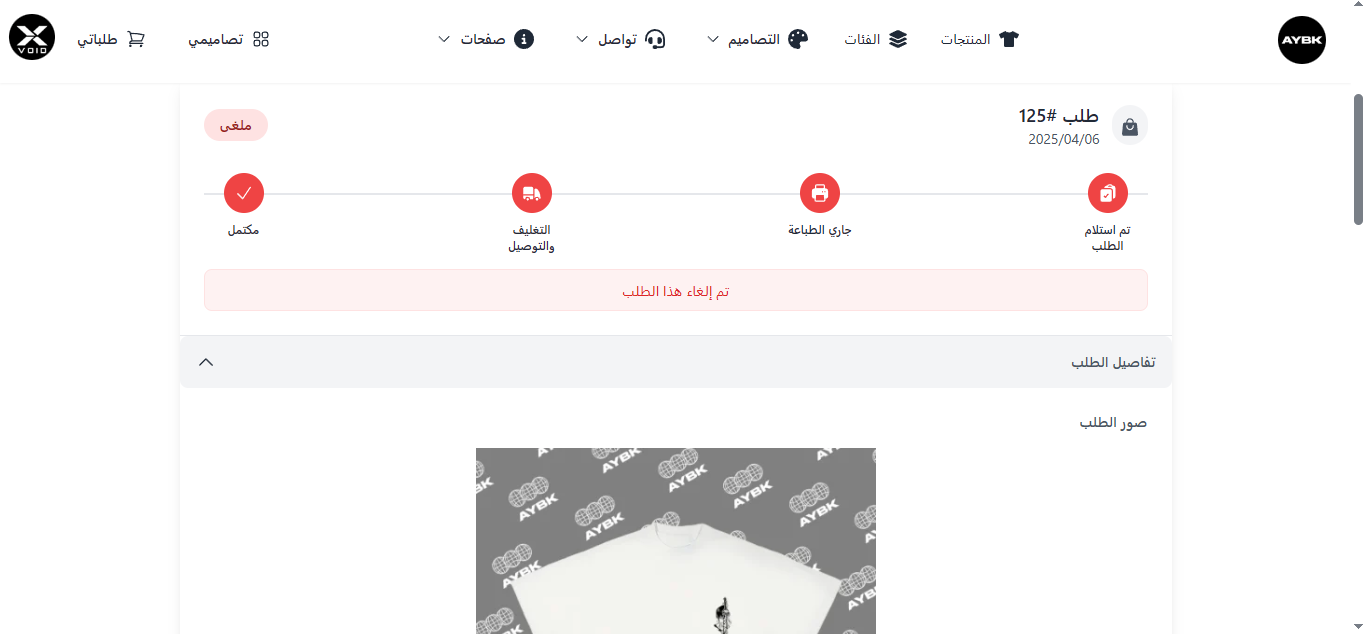 AYBK
المنتجات
الفئات
التصاميم
تواصل
صفحات
تصاميمي
طلباتي
VOID
طلب #125
2025/04/06
ملغى
تم استلام
الطلب
جاري الطباعة
التغليف
والتوصيل
مكتمل
تم إلغاء هذا الطلب
تفاصيل الطلب
صور الطلب
AYBK
AYBK
AYBK
AYBK
AYBK
AYBK
AYBK
AYBK